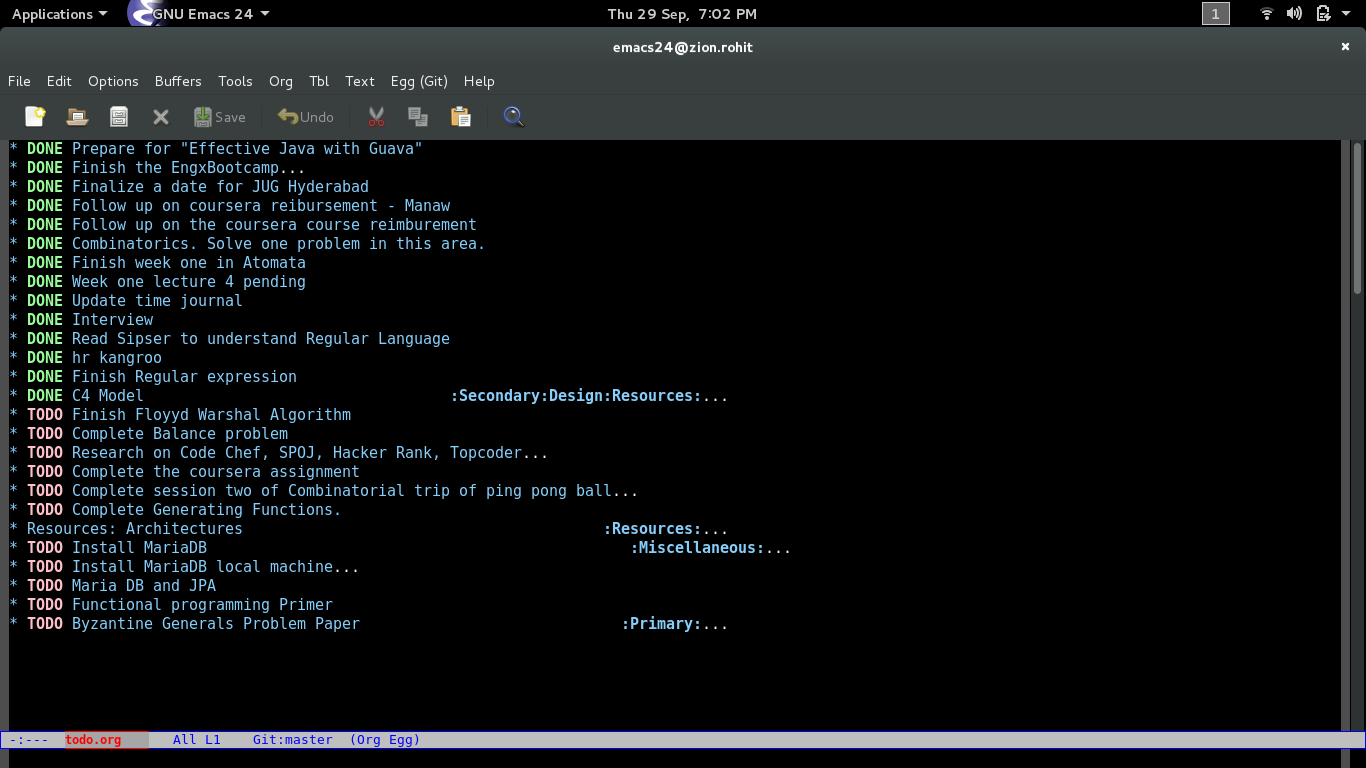 Applications GNU Emacs 24 Thu 29 Sep, 7:02 PM 1
emacs24@zion.rohit ×
File Edit Options Buffers Tools Org Tbl Text Egg (Git) Help
Save Undo
* DONE Prepare for "Effective Java with Guava"
* DONE Finish the EngxBootcamp...
* DONE Finalize a date for JUG Hyderabad
* DONE Follow up on coursera reibursement - Manaw
* DONE Follow up on the coursera course reimburement
* DONE Combinatorics. Solve one problem in this area.
* DONE Finish week one in Atomata
* DONE Week one lecture 4 pending
* DONE Update time journal
* DONE Interview
* DONE Read Sipser to understand Regular Language
* DONE hr kangroo
* DONE Finish Regular expression
* DONE C4 Model :Secondary:Design:Resources:...
* TODO Finish Floyyd Warshal Algorithm
* TODO Complete Balance problem
* TODO Research on Code Chef, SPOJ, Hacker Rank, Topcoder...
* TODO Complete the coursera assignment
* TODO Complete session two of Combinatorial trip of ping pong ball...
* TODO Complete Generating Functions.
* Resources: Architectures :Resources:...
* TODO Install MariaDB :Miscellaneous:...
* TODO Install MariaDB local machine...
* TODO Maria DB and JPA
* TODO Functional programming Primer
* TODO Byzantine Generals Problem Paper :Primary:...
-:--- todo.org All L1 Git:master (Org Egg)